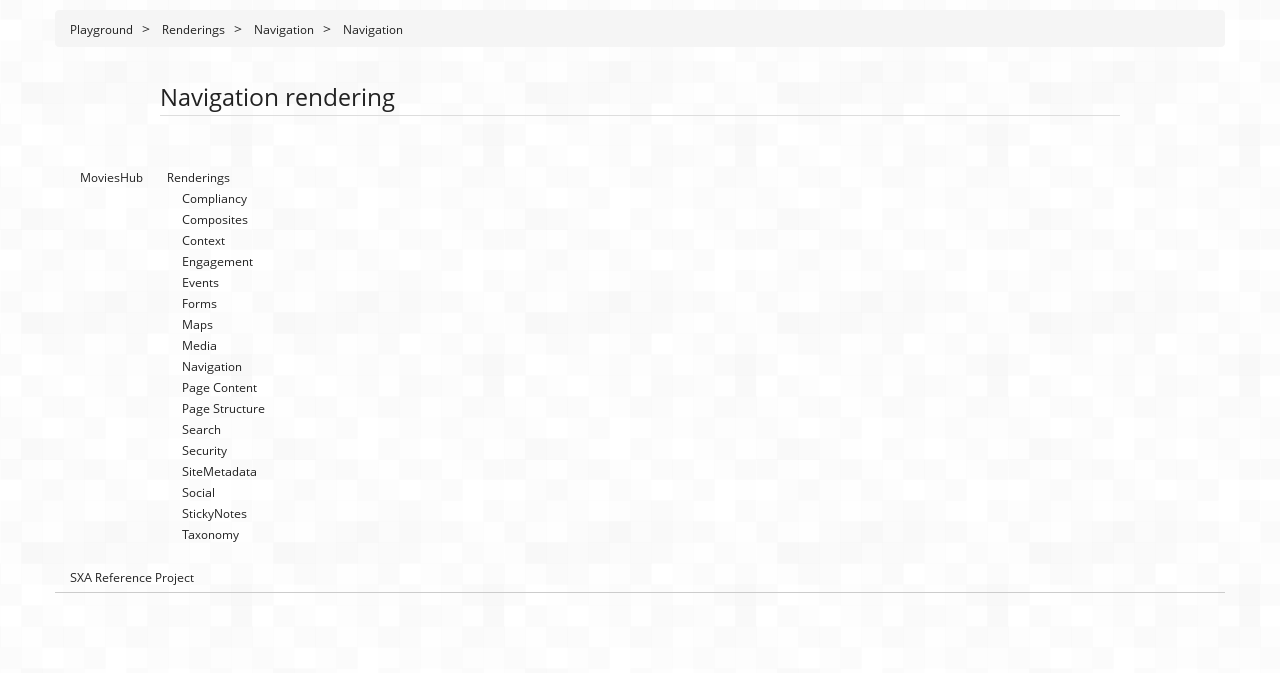 Playground > Renderings > Navigation > Navigation
Navigation rendering
MoviesHub Renderings
Compliancy
Composites
Context
Engagement
Events
Forms
Maps
Media
Navigation
Page Content
Page Structure
Search
Security
SiteMetadata
Social
StickyNotes
Taxonomy
SXA Reference Project